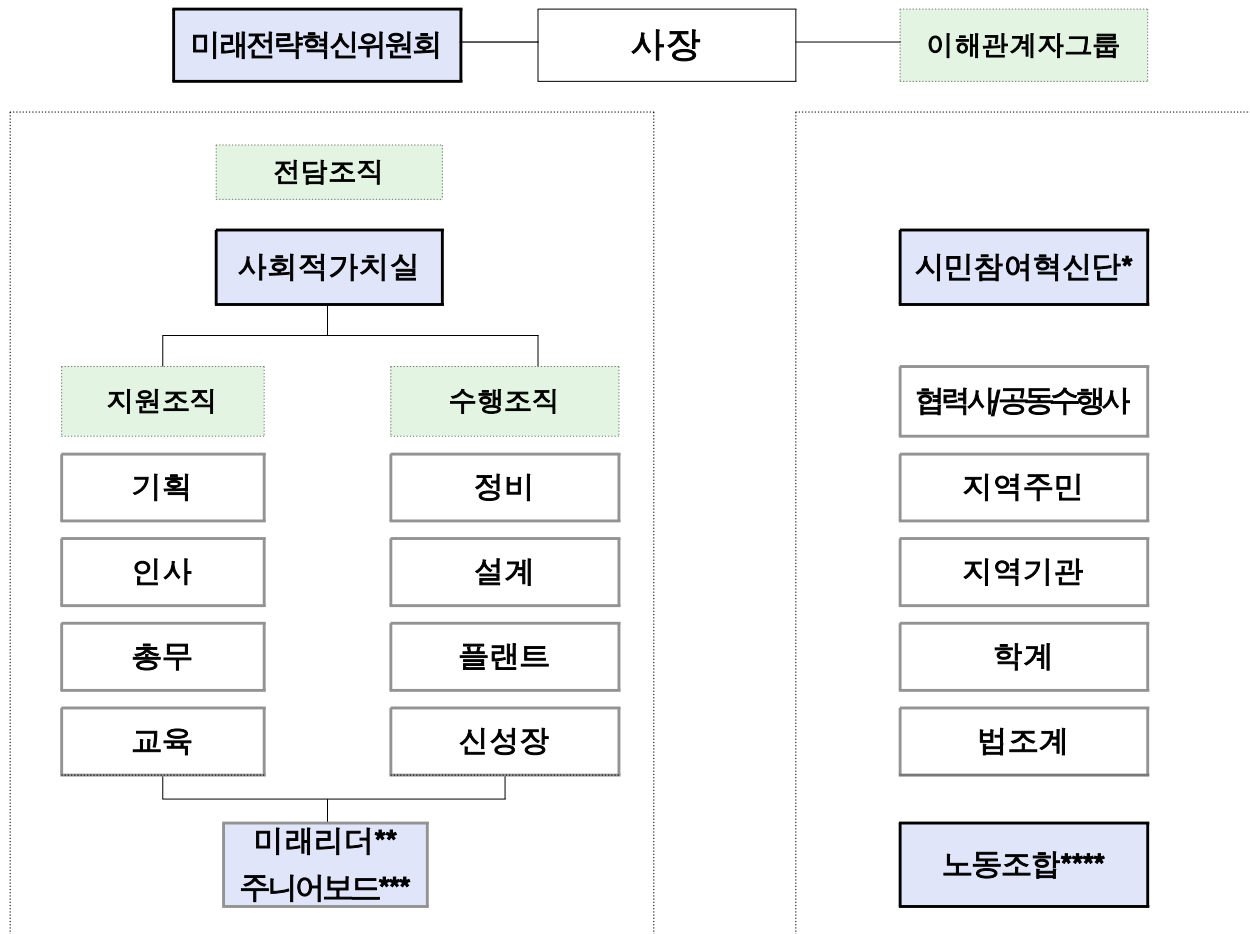 미래전략혁신위원회
사장
이해관계자그룹
전담조직
사회적가치실
지원조직
수행조직
기획
정비
인사
설계
총무
플랜트
교육
신성장
미래리더**
주니어보드***
시민참여혁신단*
협력사/공동수행사
지역주민
지역기관
학계
법조계
노동조합****